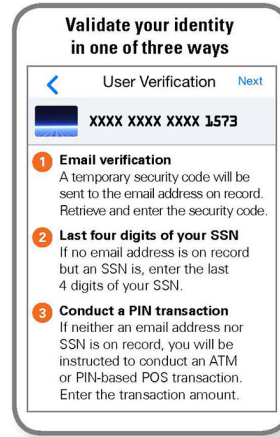 Validate your identity
in one of three ways
User Verification Next
XXXX XXXX XXXX 1573
1 Email verification
A temporary security code will be
sent to the email address on record.
Retrieve and enter the security code.
2 Last four digits of your SSN
If no email address is on record
but an SSN is, enter the last
4 digits of your SSN.
3 Conduct a PIN transaction
If neither an email address nor
SSN is on record, you will be
instructed to conduct an ATM
or PIN-based POS transaction.
Enter the transaction amount.